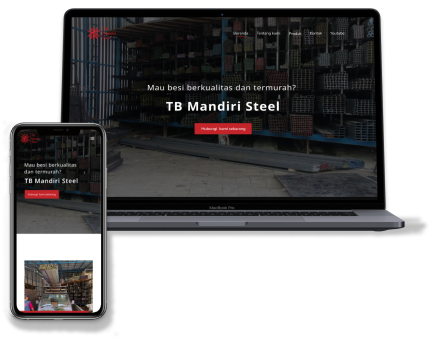 Beranda Tentang kami Produk Kontak Youtube
Mau besi berkualitas dan termurah?
TB Mandiri Steel
Hubungi kami sekarang
MacBook Pro
Mau besi berkualitas
dan termurah?
TB Mandiri Steel
Hubungi kami sekarang